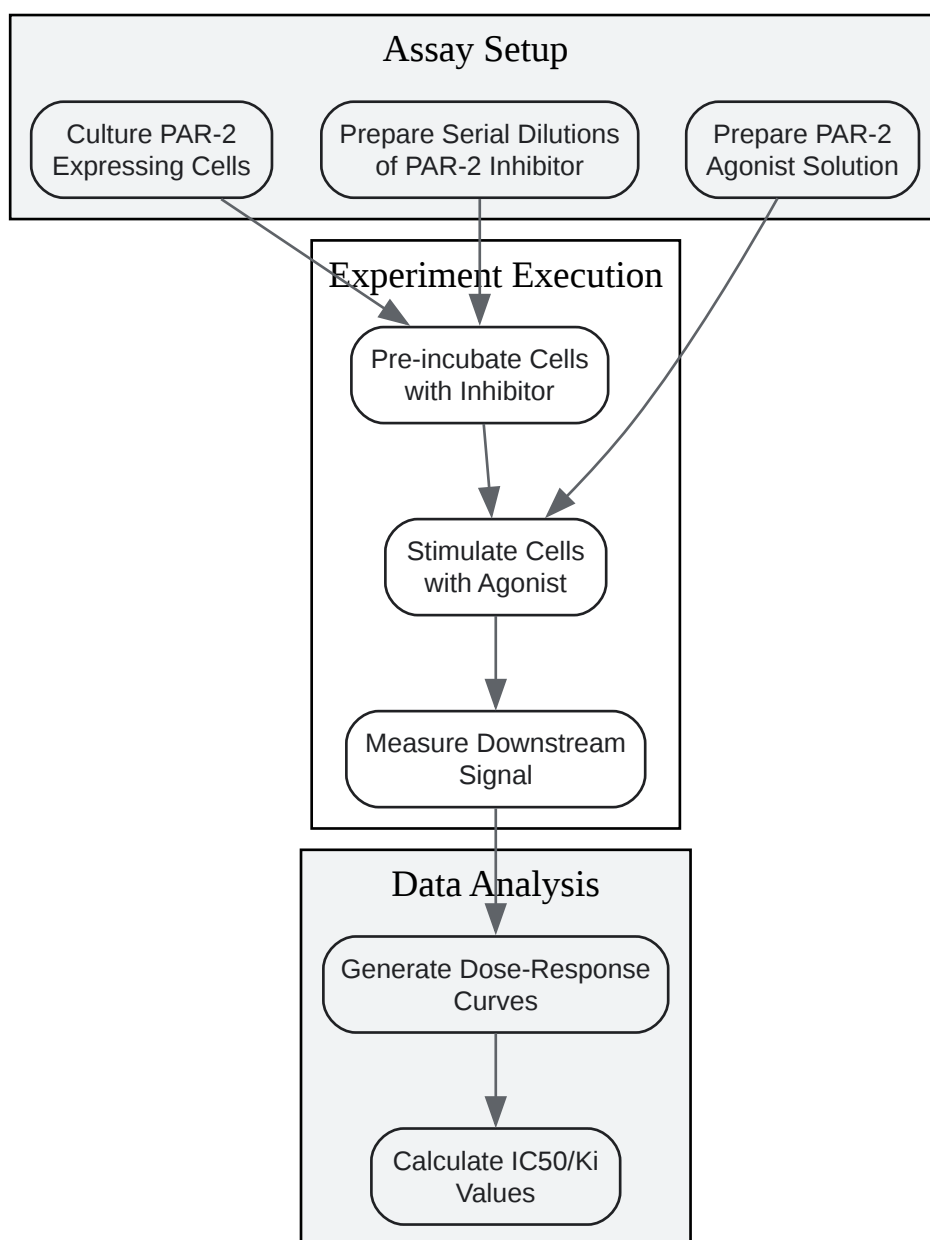 Assay Setup
Culture PAR-2
Expressing Cells
Prepare Serial Dilutions
of PAR-2 Inhibitor
Prepare PAR-2
Agonist Solution
Experiment Execution
Pre-incubate Cells
with Inhibitor
Stimulate Cells
with Agonist
Measure Downstream
Signal
Data Analysis
Generate Dose-Response
Curves
Calculate IC50/Ki
Values